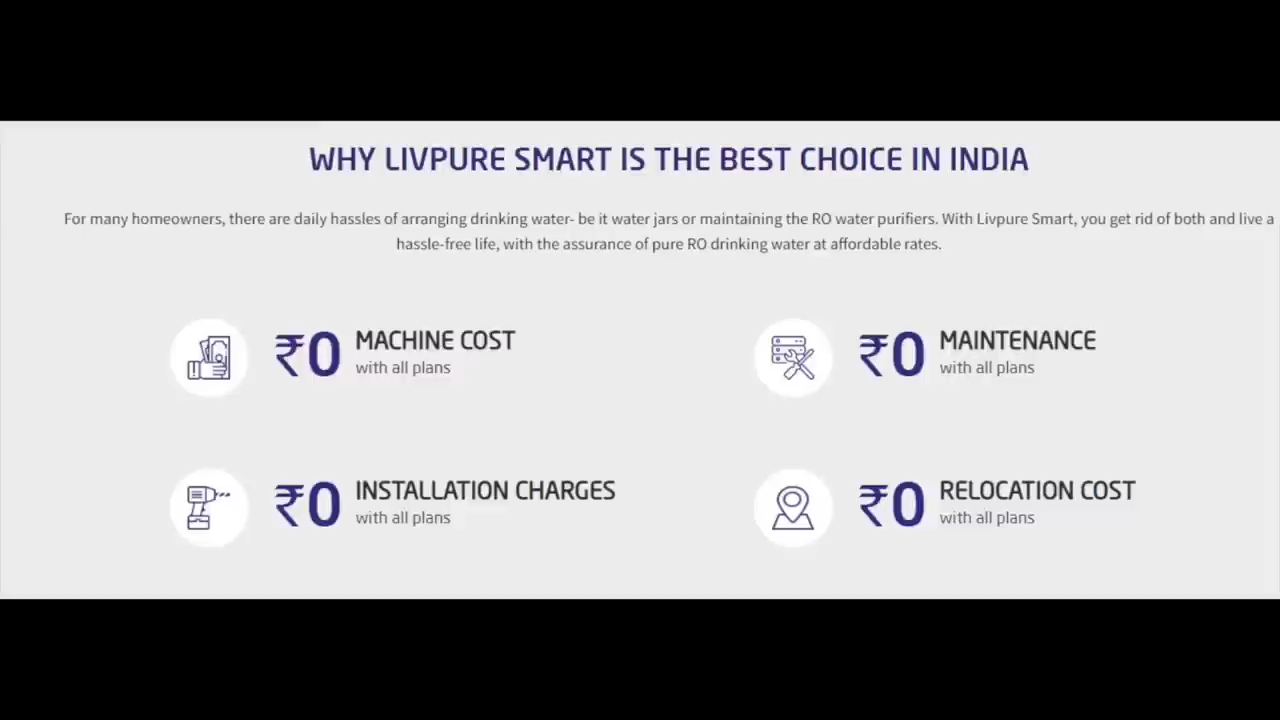 WHY LIVPURE SMART IS THE BEST CHOICE IN INDIA
For many homeowners, there are daily hassles of arranging drinking water- be it water jars or maintaining the RO water purifiers. With Livpure Smart, you get rid of both and live a
hassle-free life, with the assurance of pure RO drinking water at affordable rates.
₹0 MACHINE COST
with all plans
₹0 MAINTENANCE
with all plans
₹0 INSTALLATION CHARGES
with all plans
₹0 RELOCATION COST
with all plans